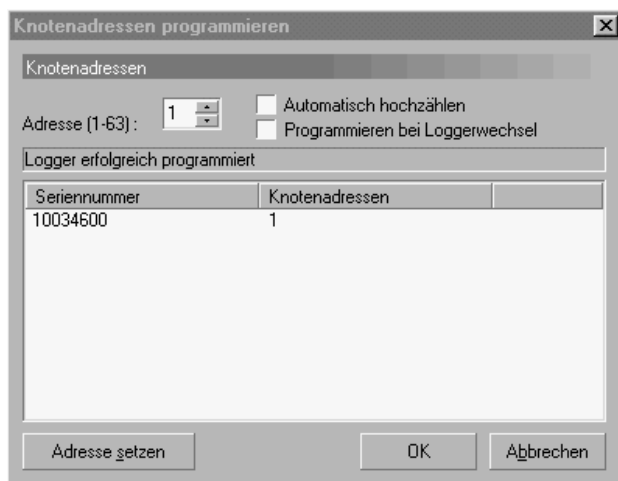 Knotenadressen programmieren
Knotenadressen
Adresse (1-63) : 1
Automatisch hochzählen
Programmieren bei Loggerwechsel
Logger erfolgreich programmiert
Seriennummer Knotenadressen
10034600 1
Adresse setzen OK Abbrechen